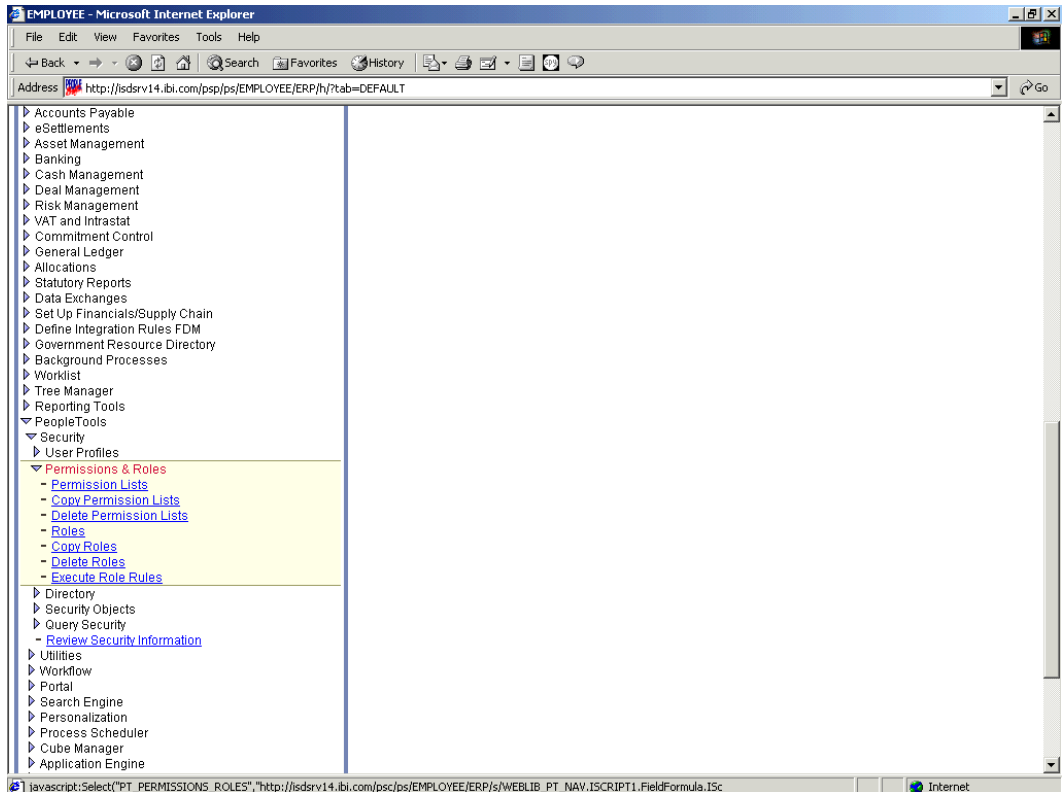 EMPLOYEE - Microsoft Internet Explorer
File Edit View Favorites Tools Help
Back Search Favorites History
Address http://isdsrv14.ibi.com/psp/ps/EMPLOYEE/ERP/h/?tab=DEFAULT Go
Accounts Payable
eSettlements
Asset Management
Banking
Cash Management
Deal Management
Risk Management
VAT and Intrastat
Commitment Control
General Ledger
Allocations
Statutory Reports
Data Exchanges
Set Up Financials/Supply Chain
Define Integration Rules FDM
Government Resource Directory
Background Processes
Worklist
Tree Manager
Reporting Tools
PeopleTools
Security
User Profiles
Permissions & Roles
- Permission Lists
- Copy Permission Lists
- Delete Permission Lists
- Roles
- Copy Roles
- Delete Roles
- Execute Role Rules
Directory
Security Objects
Query Security
- Review Security Information
Utilities
Workflow
Portal
Search Engine
Personalization
Process Scheduler
Cube Manager
Application Engine
javascript:Select("PT_PERMISSIONS_ROLES","http://isdsrv14.ibi.com/psc/ps/EMPLOYEE/ERP/s/WEBLIB_PT_NAV.ISCRIPT1.FieldFormula.ISc Internet